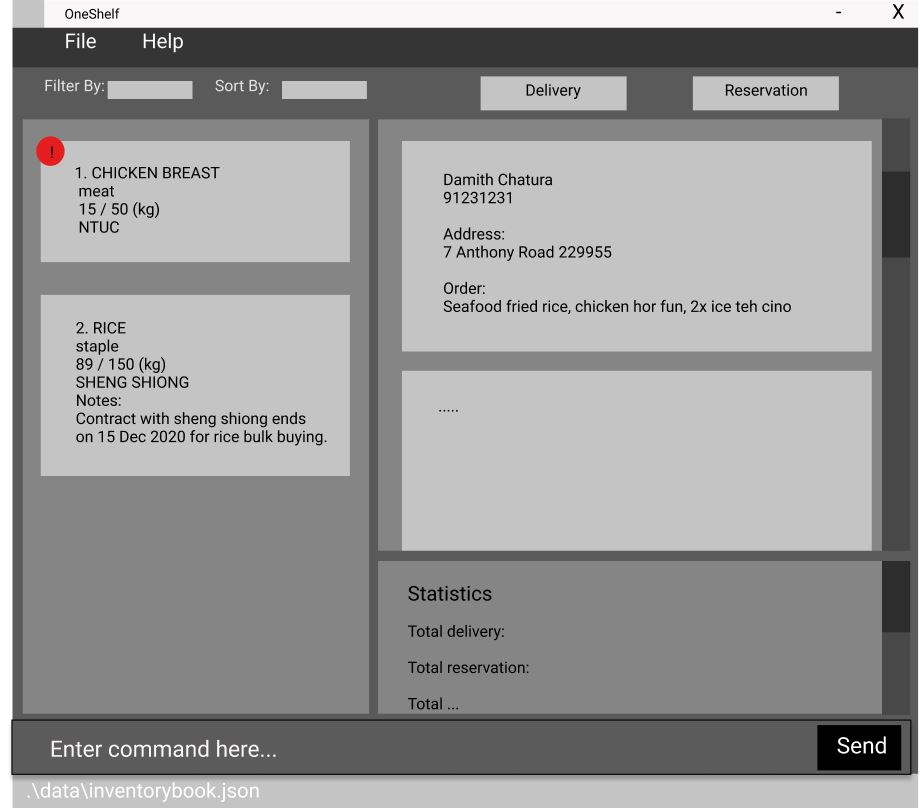 OneShelf - X
File Help
Filter By: Sort By: Delivery Reservation
!
1. CHICKEN BREAST
meat
15 / 50 (kg)
NTUC
2. RICE
staple
89 / 150 (kg)
SHENG SHIONG
Notes:
Contract with sheng shiong ends
on 15 Dec 2020 for rice bulk buying.
Damith Chatura
91231231
Address:
7 Anthony Road 229955
Order:
Seafood fried rice, chicken hor fun, 2x ice teh cino
.....
Statistics
Total delivery:
Total reservation:
Total ...
Enter command here... Send
.\data\inventorybook.json